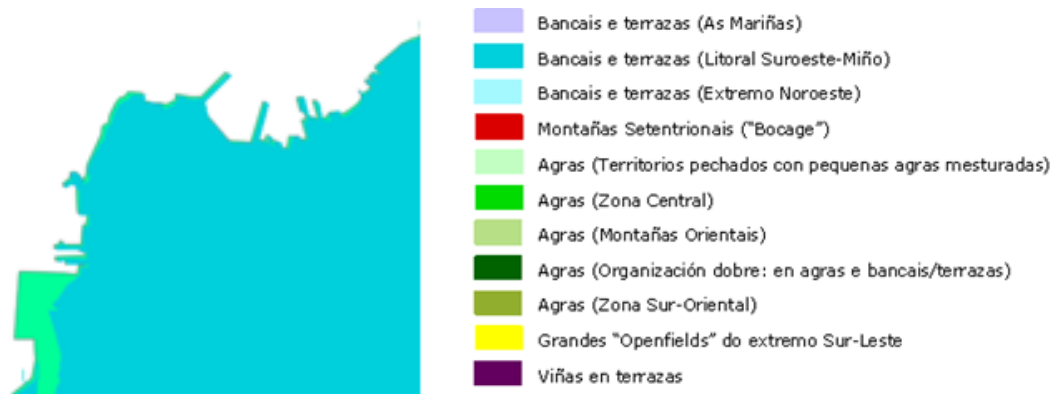 Bancais e terrazas (As Mariñas)
Bancais e terrazas (Litoral Suroeste-Miño)
Bancais e terrazas (Extremo Noroeste)
Montañas Setentrionais ("Bocage")
Agras (Territorios pechados con pequenas agras mesturadas)
Agras (Zona Central)
Agras (Montañas Orientais)
Agras (Organización dobre: en agras e bancais/terrazas)
Agras (Zona Sur-Oriental)
Grandes "Openfields" do extremo Sur-Leste
Viñas en terrazas